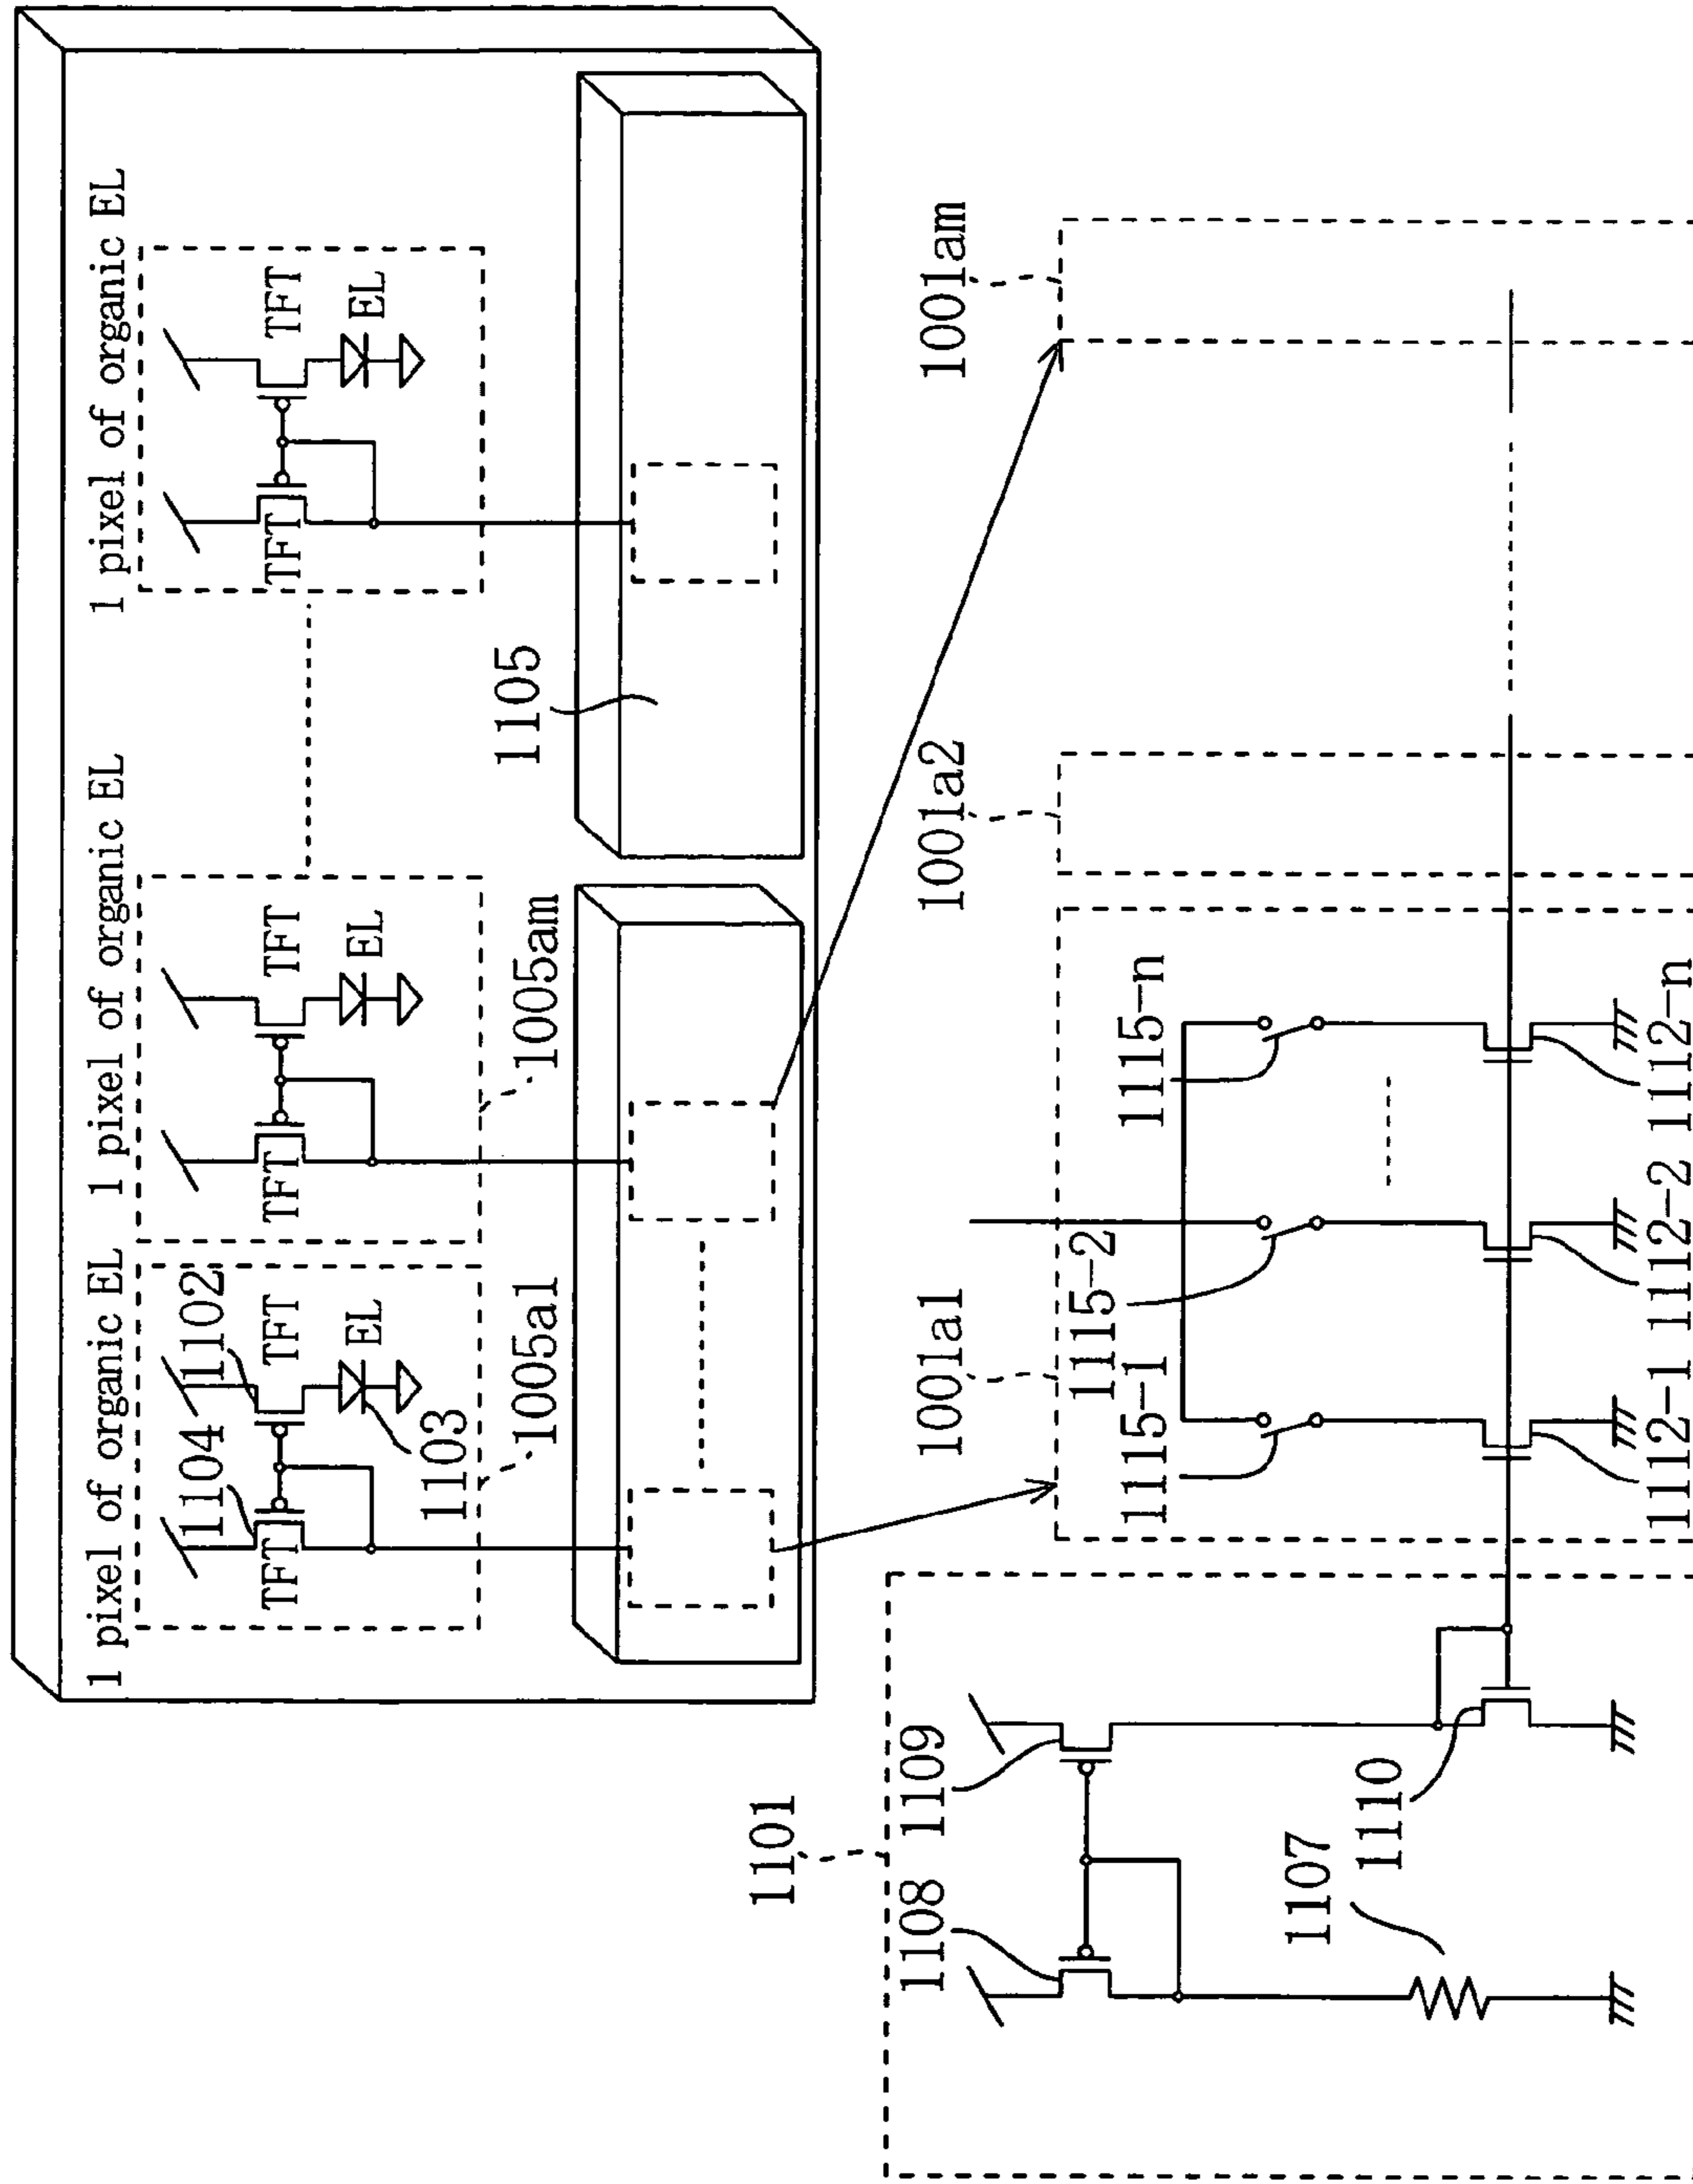 1 pixel of organic EL
1 pixel of organic EL
1 pixel of organic EL
1104
1102
TFT
TFT
EL
1103
1005a1
TFT
TFT
EL
1005am
TFT
TFT
EL
1105
1101
1108
1109
1107
1110
1001a1
1001a2
1001am
1115-1
1115-2
1115-n
1112-1
1112-2
1112-n